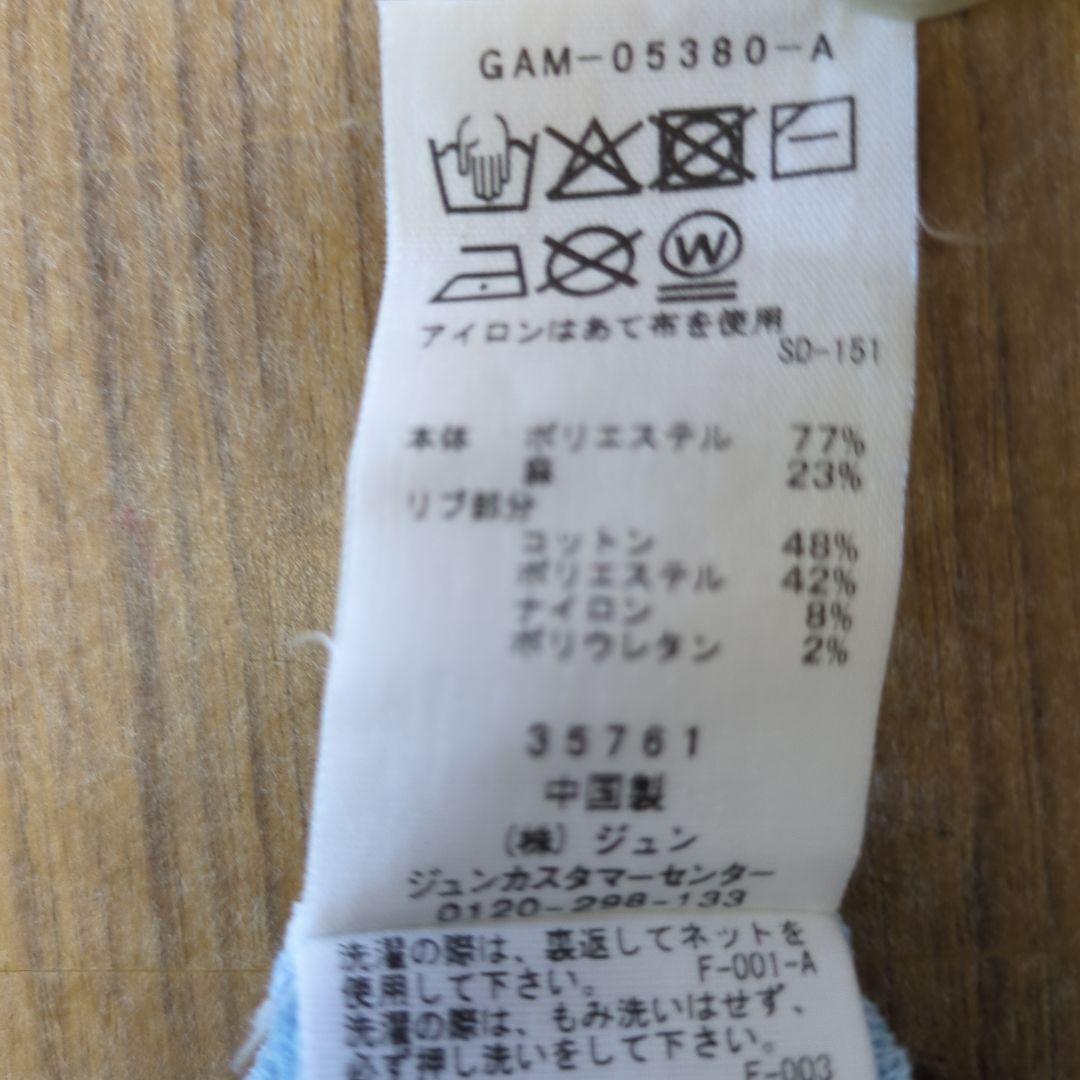 GAM-05380-A
W
アイロンはあて布を使用
SD-151
本体 ポリエステル 77%
麻 23%
リブ部分
コットン 48%
ポリエステル 42%
ナイロン 8%
ポリウレタン 2%
35761
中国製
(株) ジュン
ジュンカスタマーセンター
0120-298-133
洗濯の際は、裏返してネットを
使用して下さい。 F-001-A
洗濯の際は、もみ洗いはせず、
必ず押し洗いをして下さい。
F-003